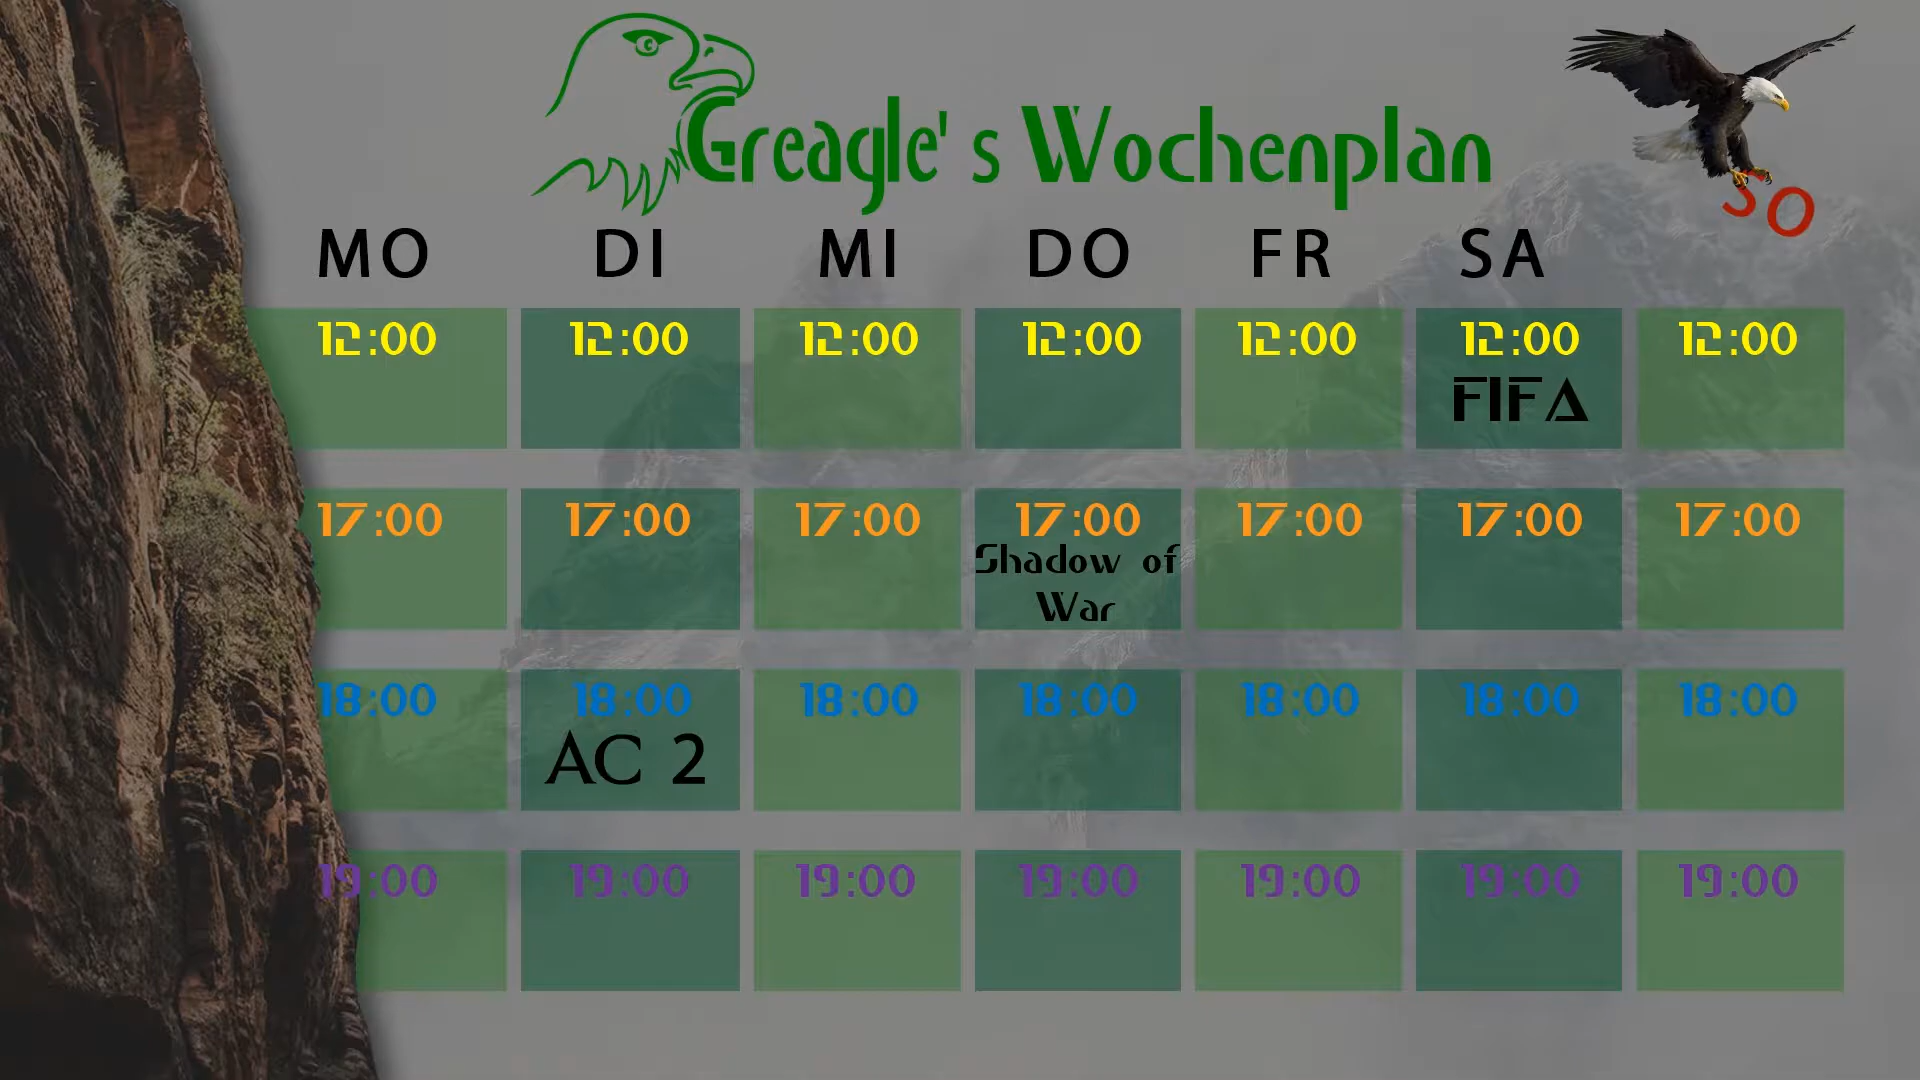 Greagle's Wochenplan
MO DI MI DO FR SA SO
12:00 12:00 12:00 12:00 12:00 12:00 12:00
FIFA
17:00 17:00 17:00 17:00 17:00 17:00 17:00
Shadow of
War
18:00 18:00 18:00 18:00 18:00 18:00 18:00
AC 2
19:00 19:00 19:00 19:00 19:00 19:00 19:00